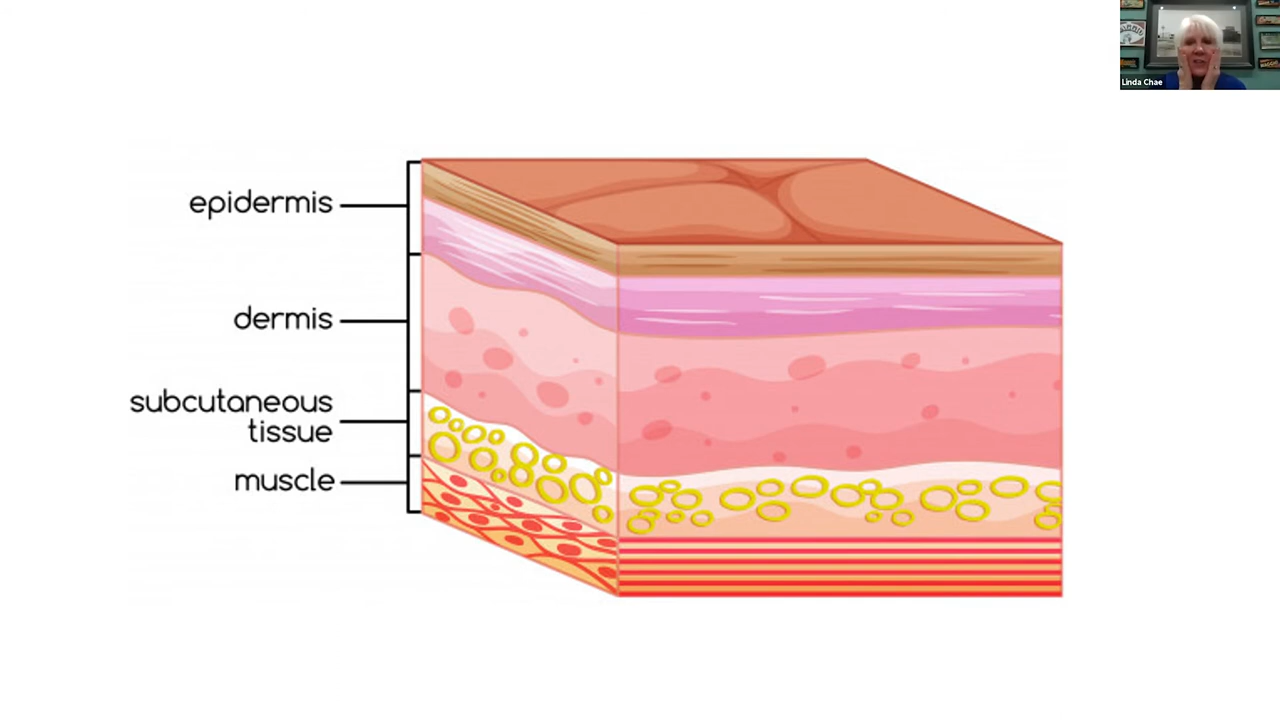 Linda Chae
epidermis
dermis
subcutaneous
tissue
muscle